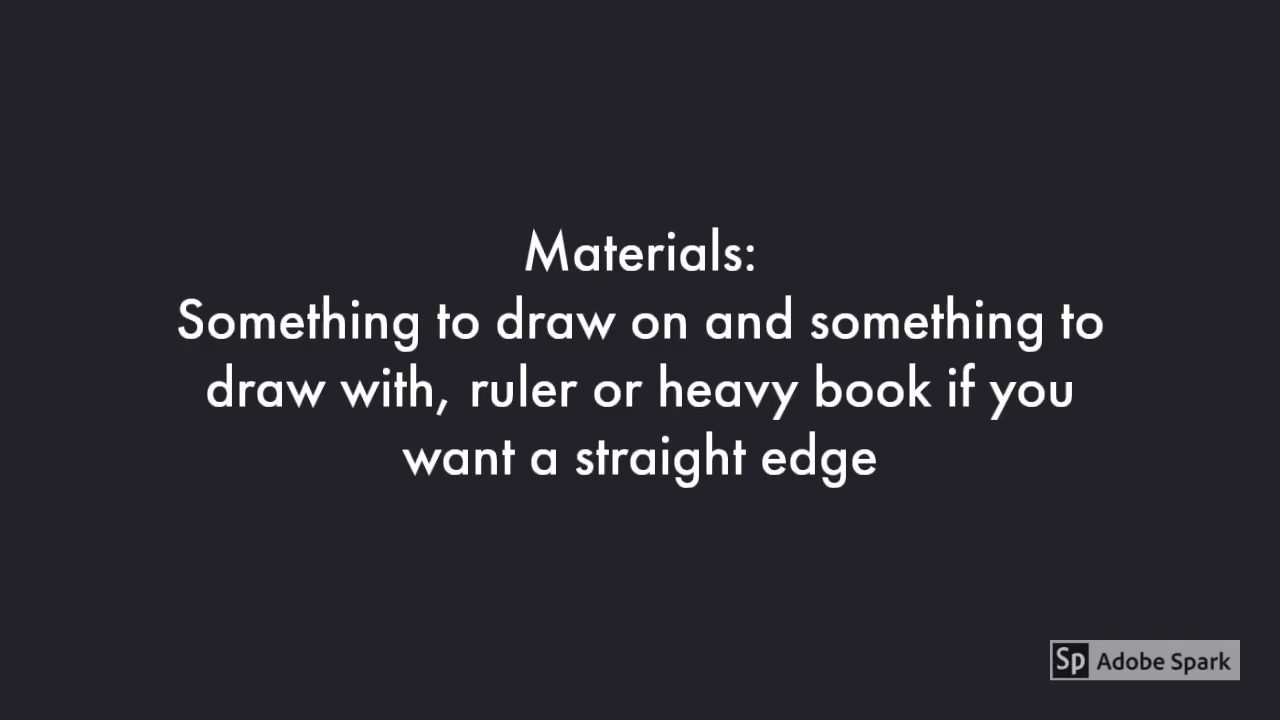 Materials:
Something to draw on and something to
draw with, ruler or heavy book if you
want a straight edge
Sp Adobe Spark